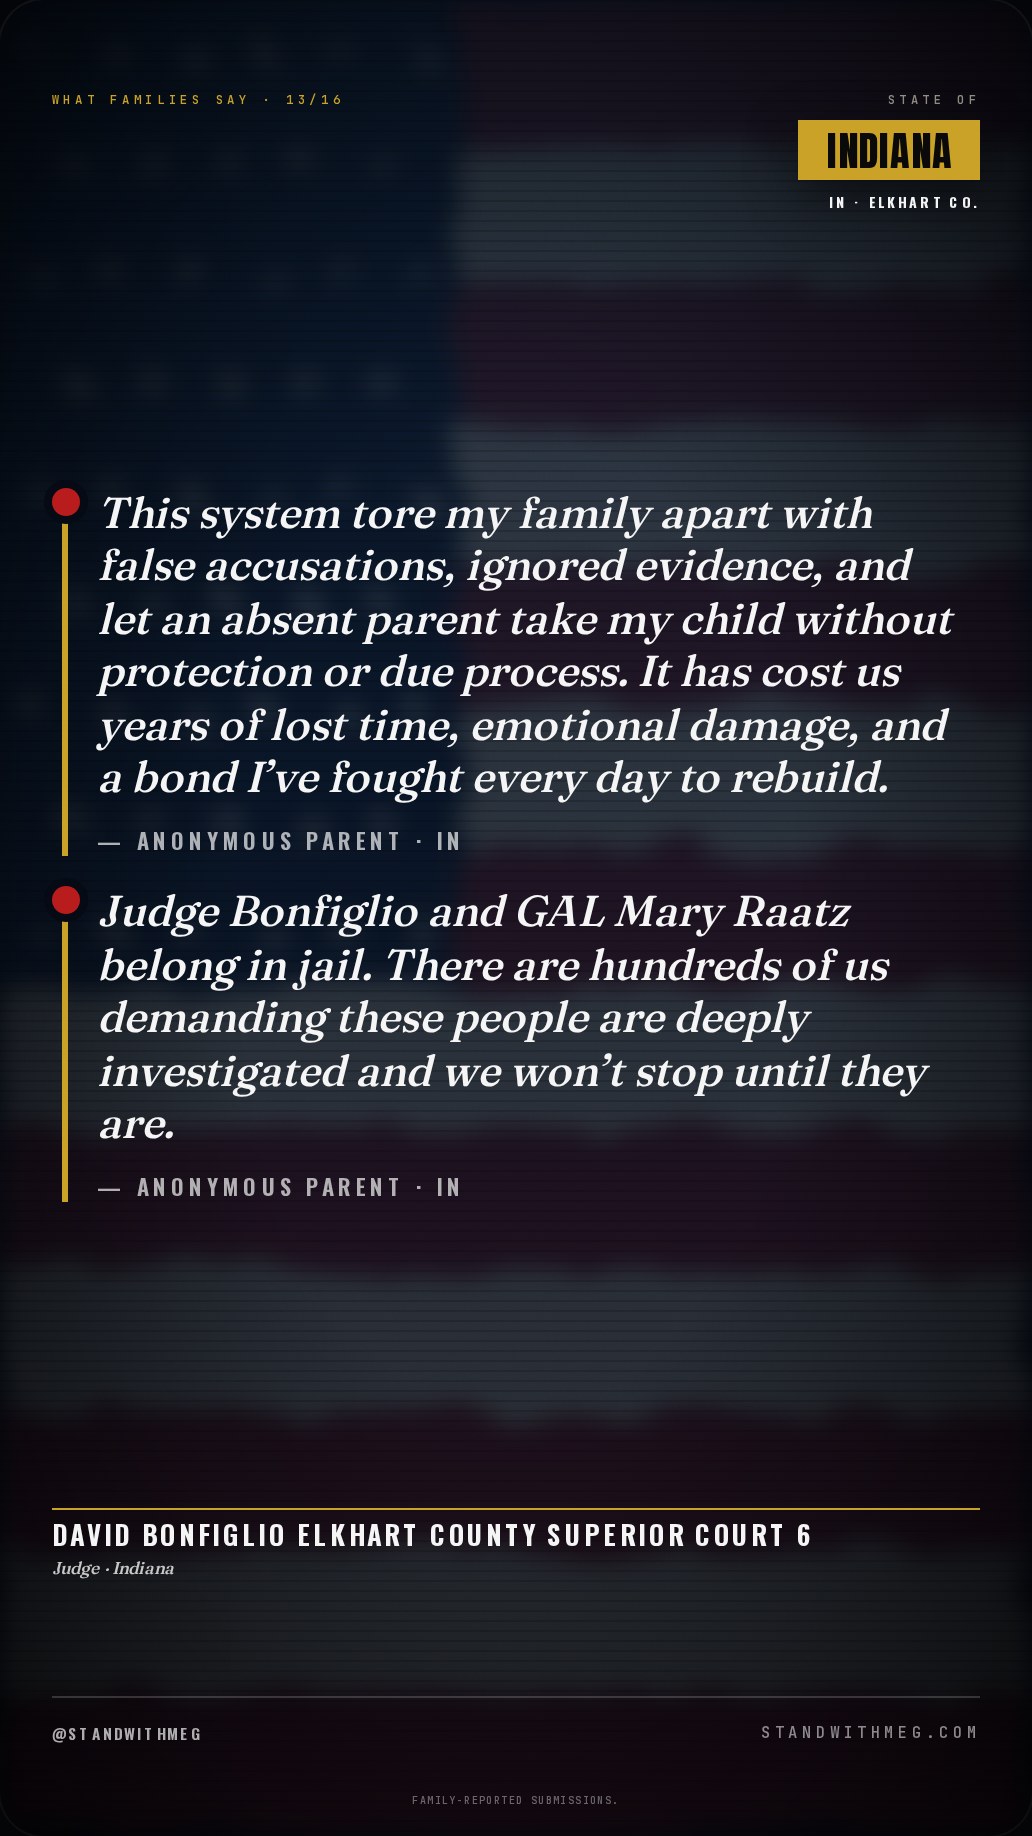 WHAT FAMILIES SAY · 13/16
STATE OF
INDIANA
IN · ELKHART CO.
This system tore my family apart with
false accusations, ignored evidence, and
let an absent parent take my child without
protection or due process. It has cost us
years of lost time, emotional damage, and
a bond I’ve fought every day to rebuild.
— ANONYMOUS PARENT · IN
Judge Bonfiglio and GAL Mary Raatz
belong in jail. There are hundreds of us
demanding these people are deeply
investigated and we won’t stop until they
are.
— ANONYMOUS PARENT · IN
DAVID BONFIGLIO ELKHART COUNTY SUPERIOR COURT 6
Judge · Indiana
@STANDWITHMEG
STANDWITHMEG.COM
FAMILY-REPORTED SUBMISSIONS.